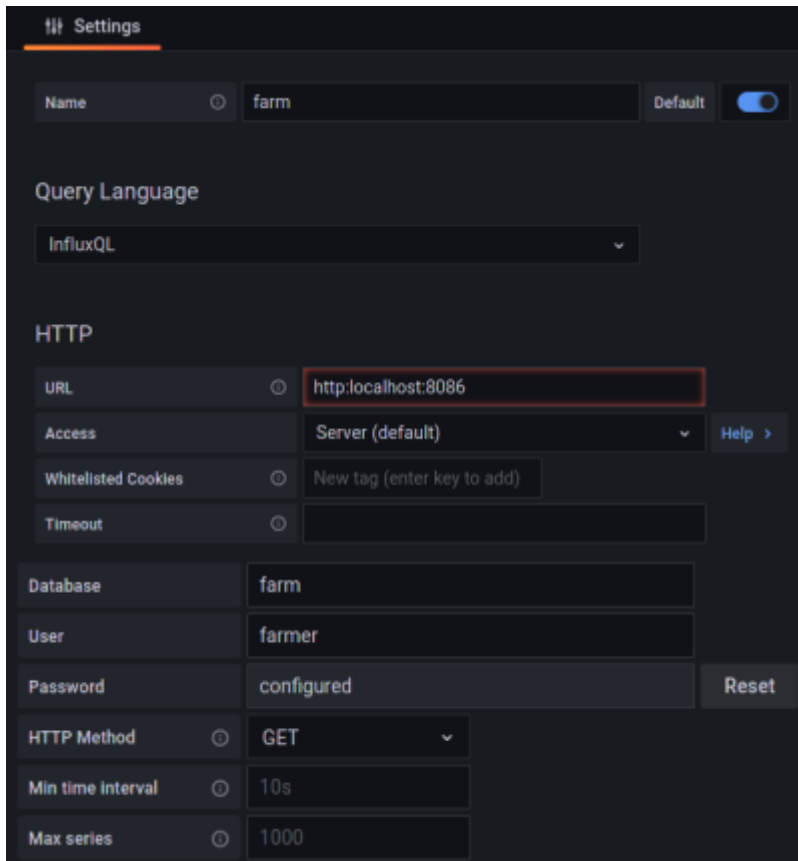 Settings
Name farm Default
Query Language
InfluxQL
HTTP
URL http:localhost:8086
Access Server (default) Help >
Whitelisted Cookies New tag (enter key to add)
Timeout
Database farm
User farmer
Password configured Reset
HTTP Method GET
Min time interval 10s
Max series 1000